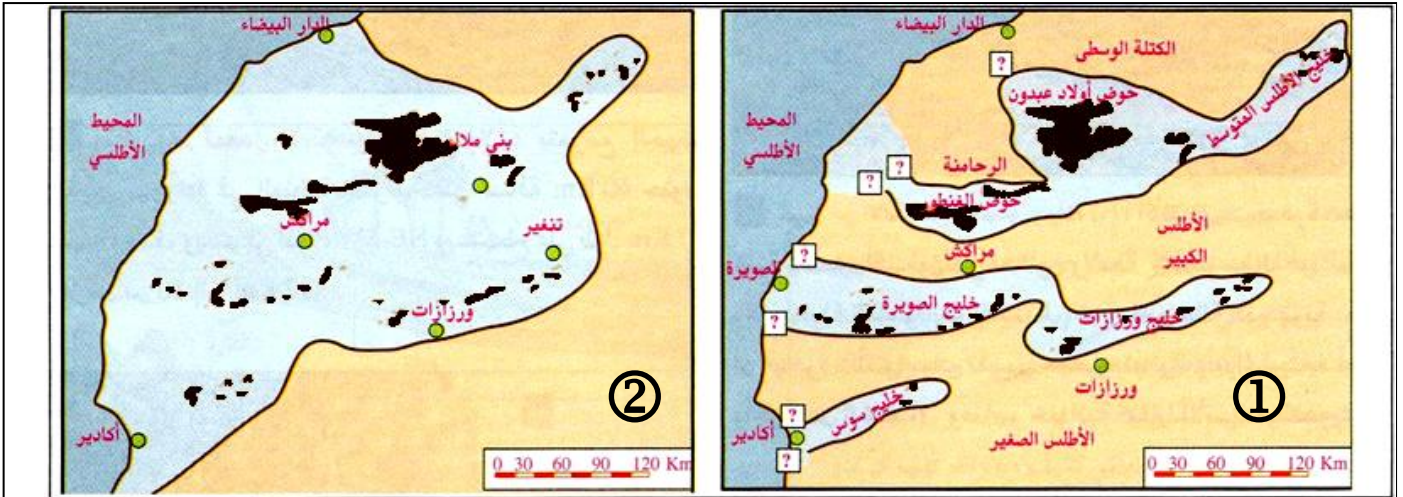 الدار البيضاء
?
الكتلة الوسطى
خليج الأطلس المتوسط
حوض أولاد عبدون
المحيط
الأطلسي
?
?
الرحامنة
حوض الغنطور
الأطلس
الكبير
?
مراكش
الصويرة
خليج الصويرة
?
خليج ورزازات
ورزازات
خليج سوس
?
أكادير
?
الأطلس الصغير
①
0 30 60 90 120 Km
الدار البيضاء
المحيط
الأطلسي
بني ملال
تنغير
مراكش
ورزازات
أكادير
②
0 30 60 90 120 Km